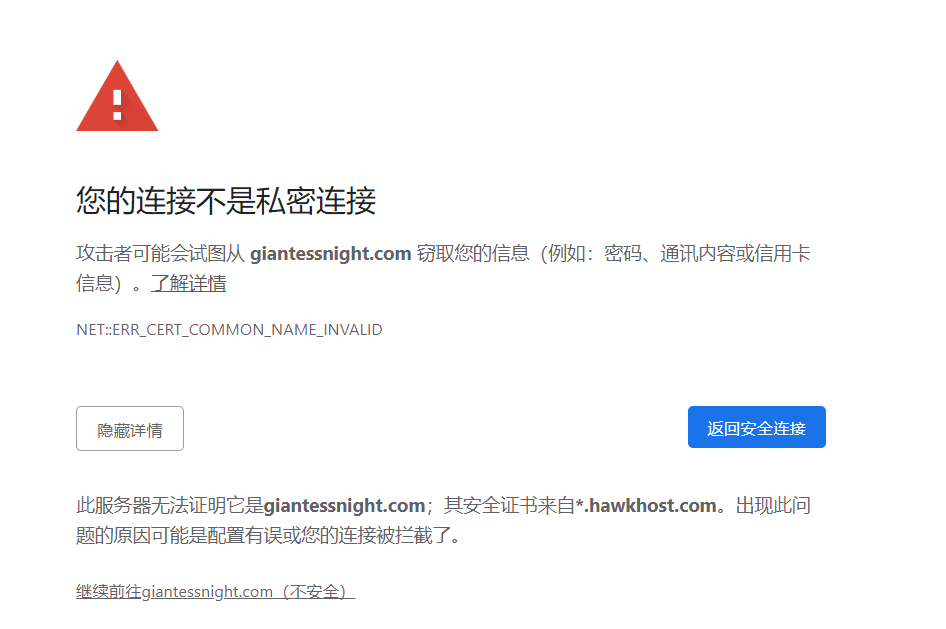 您的连接不是私密连接
攻击者可能会试图从 giantessnight.com 窃取您的信息（例如：密码、通讯内容或信用卡
信息）。了解详情
NET::ERR_CERT_COMMON_NAME_INVALID
隐藏详情
返回安全连接
此服务器无法证明它是giantessnight.com；其安全证书来自*.hawkhost.com。出现此问
题的原因可能是配置有误或您的连接被拦截了。
继续前往giantessnight.com（不安全）